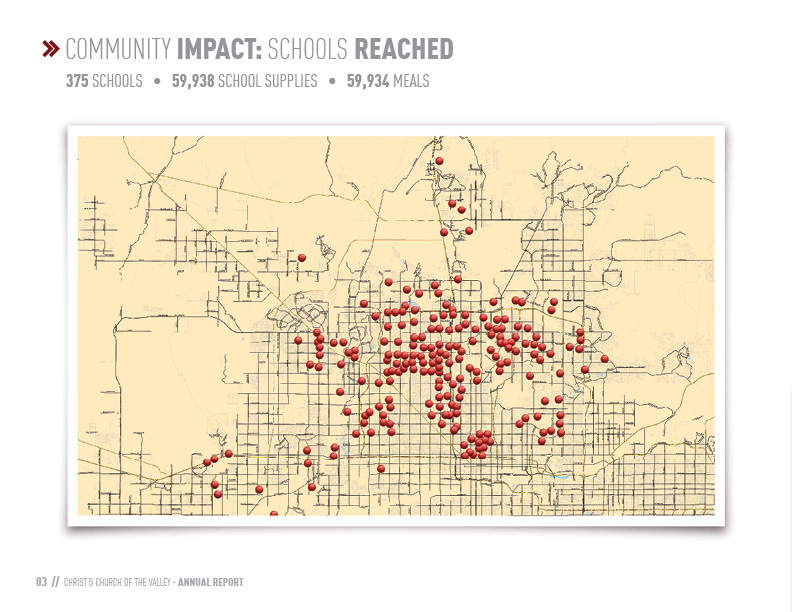 COMMUNITY IMPACT: SCHOOLS REACHED
375 SCHOOLS • 59,938 SCHOOL SUPPLIES • 59,934 MEALS
03 // CHRIST'S CHURCH OF THE VALLEY - ANNUAL REPORT